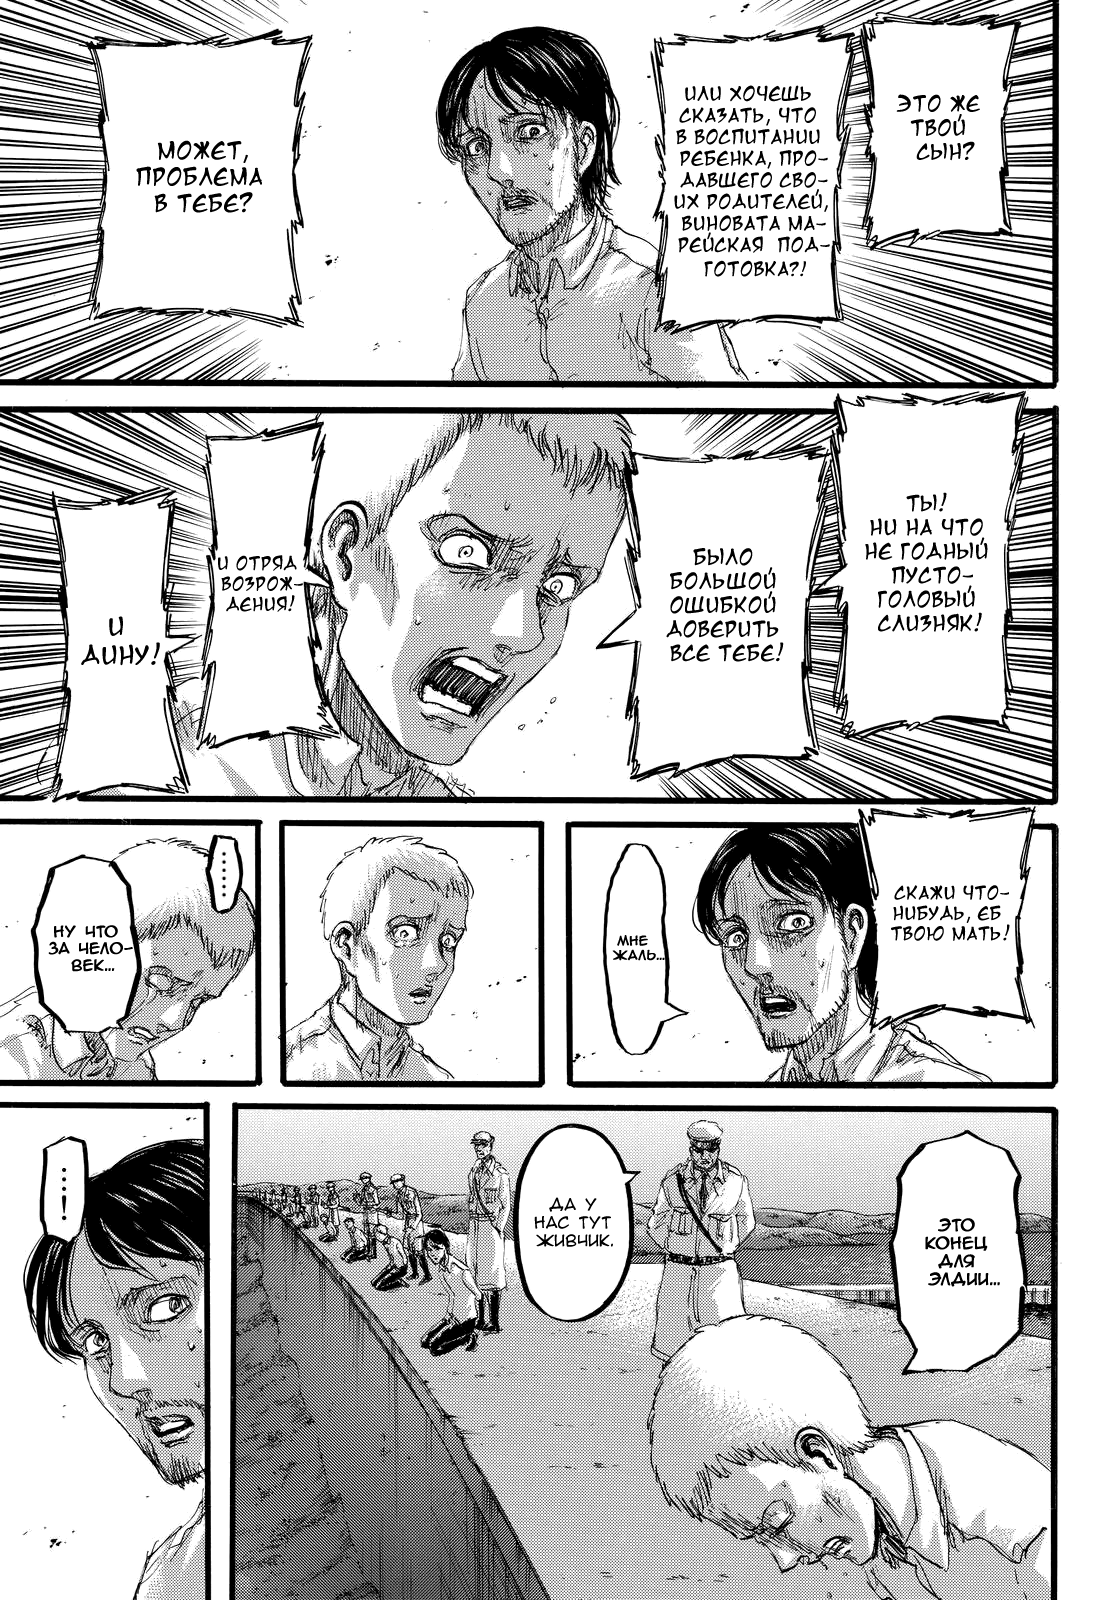 ЭТО ЖЕ
ТВОЙ
СЫН?
ИЛИ ХОЧЕШЬ
СКАЗАТЬ, ЧТО
В ВОСПИТАНИИ
РЕБЕНКА, ПРО-
ДАВШЕГО СВО-
ИХ РОДИТЕЛЕЙ,
ВИНОВАТА МА-
РЕЙСКАЯ ПОД-
ГОТОВКА?!
МОЖЕТ,
ПРОБЛЕМА
В ТЕБЕ?
ТЫ!
НИ НА ЧТО
НЕ ГОДНЫЙ
ПУСТО-
ГОЛОВЫЙ
СЛИЗНЯК!
БЫЛО
БОЛЬШОЙ
ОШИБКОЙ
ДОВЕРИТЬ
ВСЕ ТЕБЕ!
И ОТРЯД
ВОЗРОЖ-
ДЕНИЯ!
И
ДИНУ!
СКАЖИ ЧТО-
НИБУДЬ, ЕБ
ТВОЮ МАТЬ!
МНЕ
ЖАЛЬ...
......
НУ ЧТО
ЗА ЧЕЛО-
ВЕК...
ЭТО
КОНЕЦ
ДЛЯ
ЭЛДИИ...
ДА У
НАС ТУТ
ЖИВЧИК.
....!